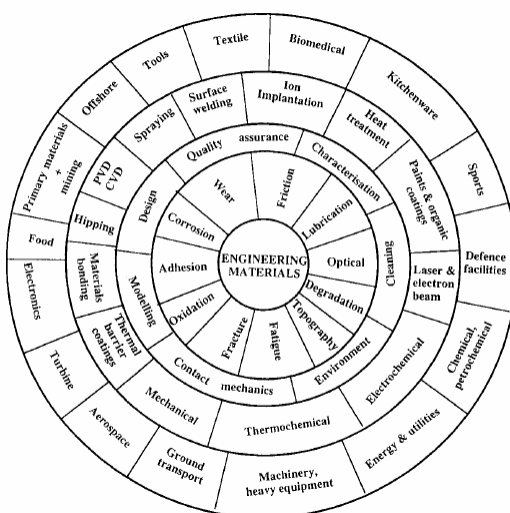 Textile
Biomedical
Kitchenware
Sports
Defence
facilities
Chemical,
petrochemical
Energy & utilities
Machinery,
heavy equipment
Ground
transport
Aerospace
Turbine
Electronics
Food
Primary materials
+
mining
Offshore
Tools
Surface
welding
Ion
Implantation
Heat
treatment
Paints & organic
coatings
Laser &
electron
beam
Electrochemical
Thermochemical
Mechanical
Thermal
barrier
coatings
Materials
bonding
Hipping
PVD
CVD
Spraying
Quality assurance
Characterisation
Cleaning
Environment
Contact mechanics
Modelling
Design
Wear
Friction
Lubrication
Optical
Degradation
Topography
Fatigue
Fracture
Oxidation
Adhesion
Corrosion
ENGINEERING
MATERIALS